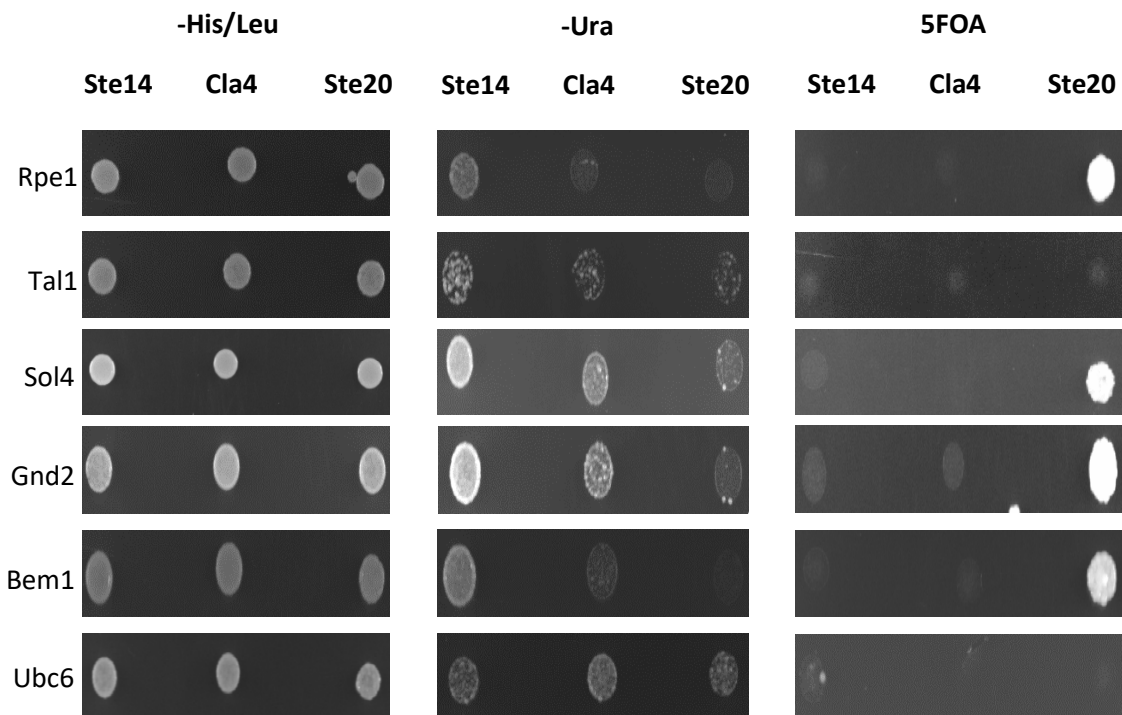 -His/Leu -Ura 5FOA
Ste14 Cla4 Ste20 Ste14 Cla4 Ste20 Ste14 Cla4 Ste20
Rpe1
Tal1
Sol4
Gnd2
Bem1
Ubc6